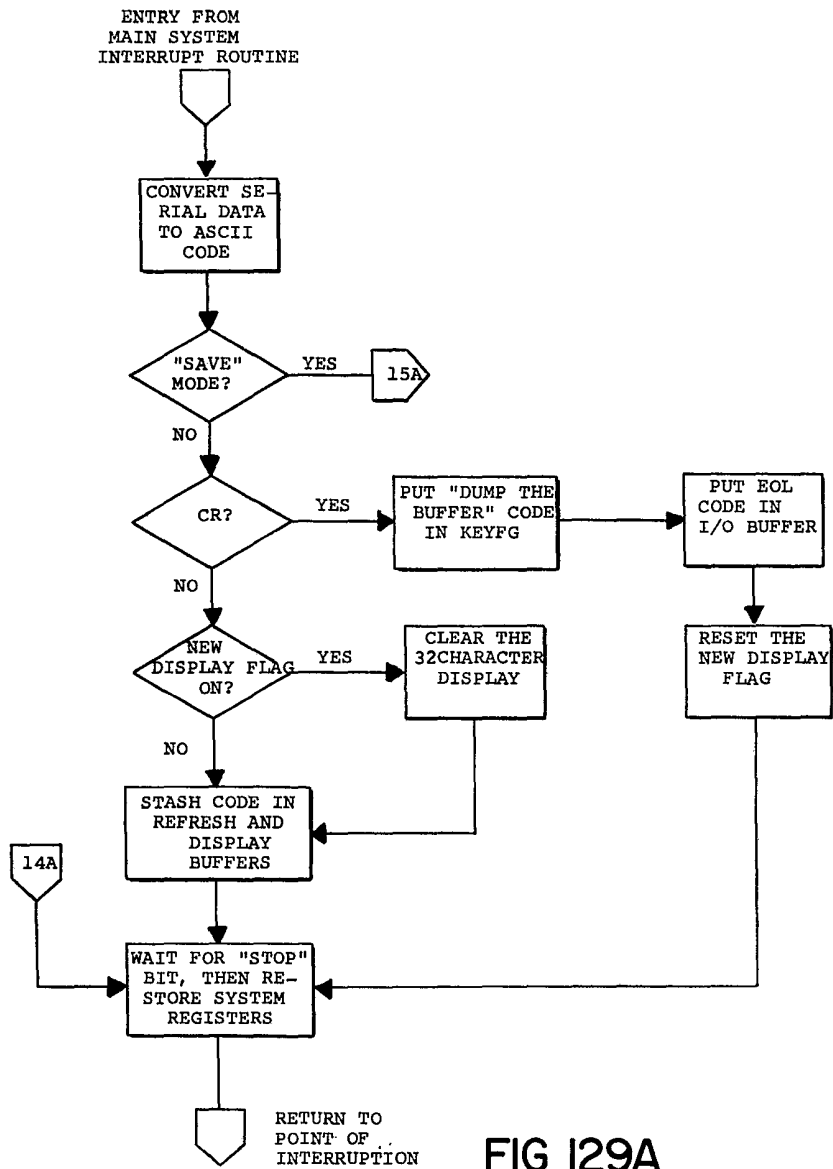 ENTRY FROM
MAIN SYSTEM
INTERRUPT ROUTINE
CONVERT SE-
RIAL DATA
TO ASCII
CODE
"SAVE"
MODE?
YES
15A
NO
CR?
YES
PUT "DUMP THE
BUFFER" CODE
IN KEYFG
PUT EOL
CODE IN
I/O BUFFER
NO
NEW
DISPLAY FLAG
ON?
YES
CLEAR THE
32CHARACTER
DISPLAY
RESET THE
NEW DISPLAY
FLAG
NO
STASH CODE IN
REFRESH AND
DISPLAY
BUFFERS
14A
WAIT FOR "STOP"
BIT, THEN RE-
STORE SYSTEM
REGISTERS
RETURN TO
POINT OF
INTERRUPTION
FIG 129A